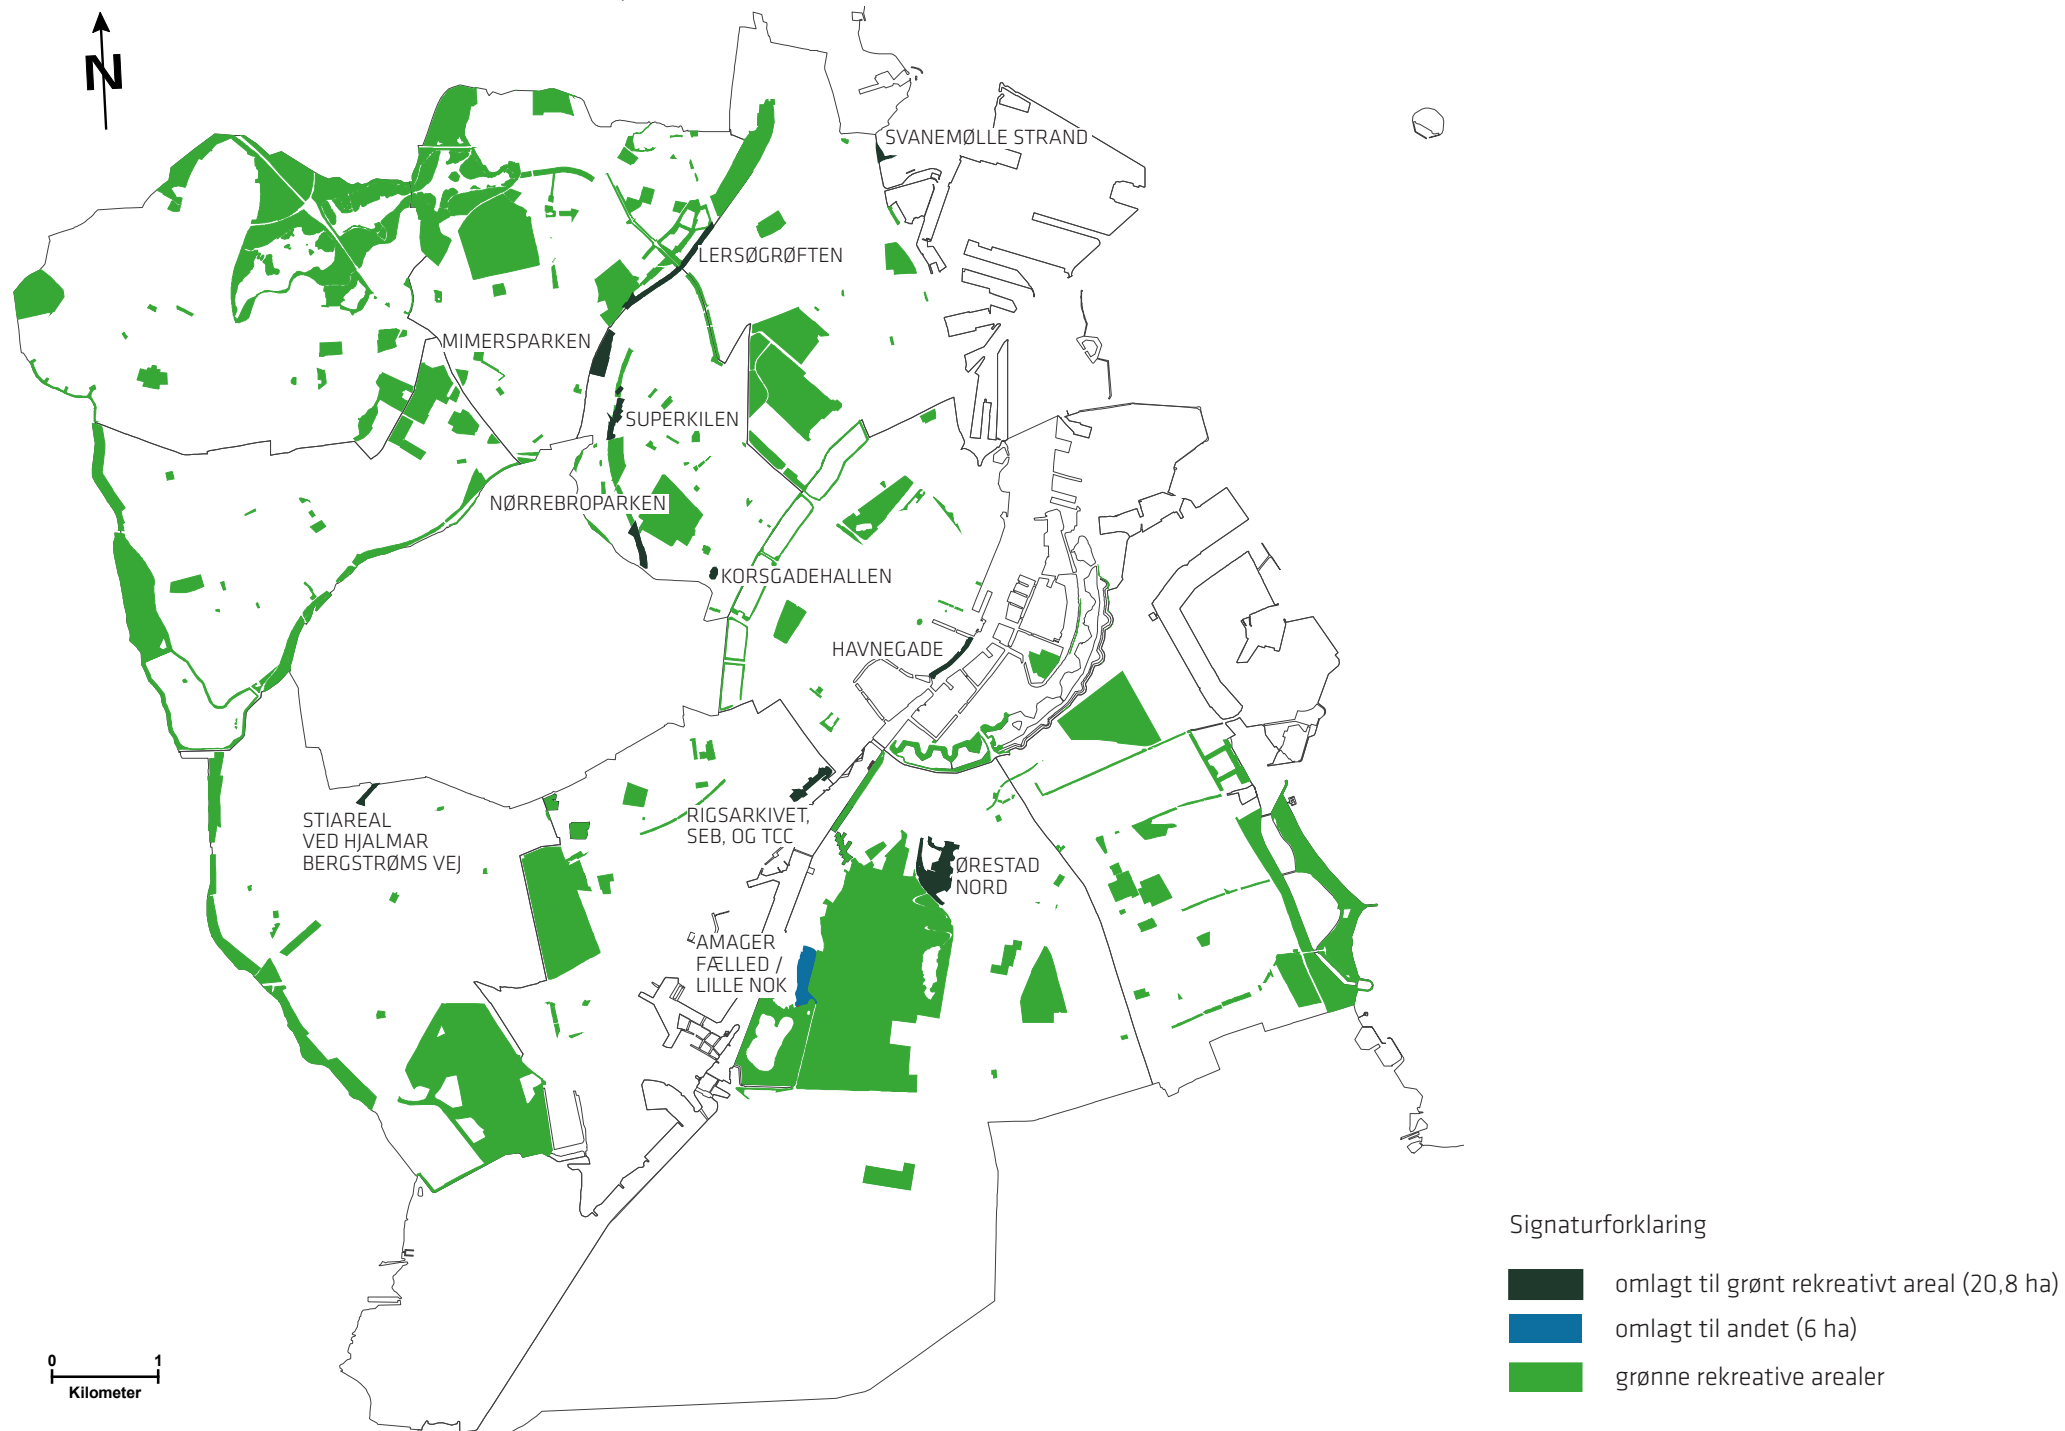 N
SVANEMØLLE STRAND
LERSØGRØFTEN
MIMERSPARKEN
SUPERKILEN
NØRREBROPARKEN
KORSGADEHALLEN
HAVNEGADE
STIAREAL
VED HJALMAR
BERGSTRØMS VEJ
RIGSARKIVET,
SEB, OG TCC
ØRESTAD
NORD
AMAGER
FÆLLED /
LILLE NOK
Signaturforklaring
omlagt til grønt rekreativt areal (20,8 ha)
omlagt til andet (6 ha)
grønne rekreative arealer
0 1
Kilometer